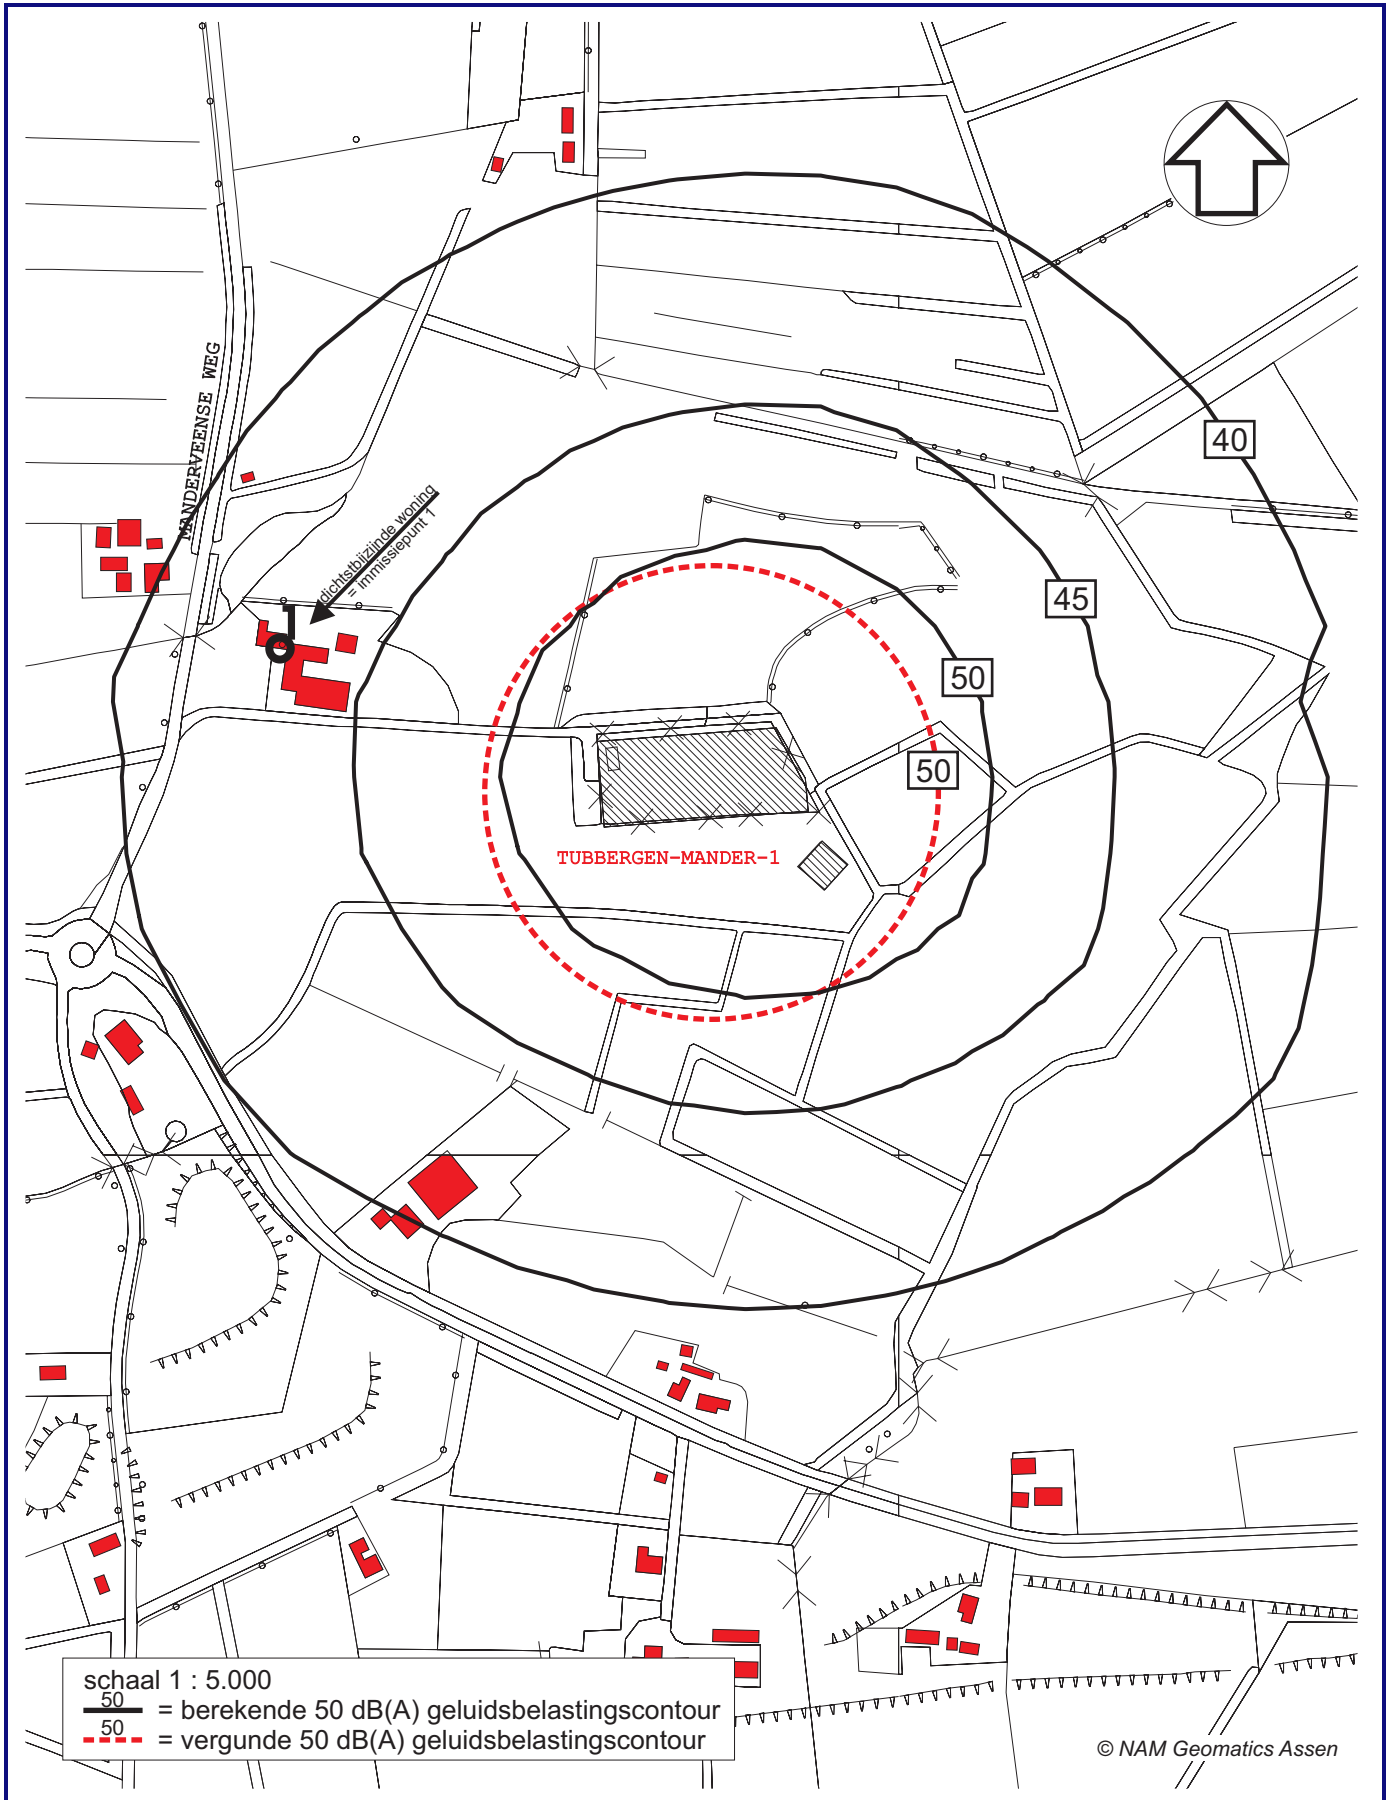 MANDERVEENSE WEG
40
dichtstbijzijnde woning
= immissiepunt 1
45
1
50
50
TUBBERGEN-MANDER-1
schaal 1 : 5.000
50 = berekende 50 dB(A) geluidsbelastingscontour
50 = vergunde 50 dB(A) geluidsbelastingscontour
© NAM Geomatics Assen